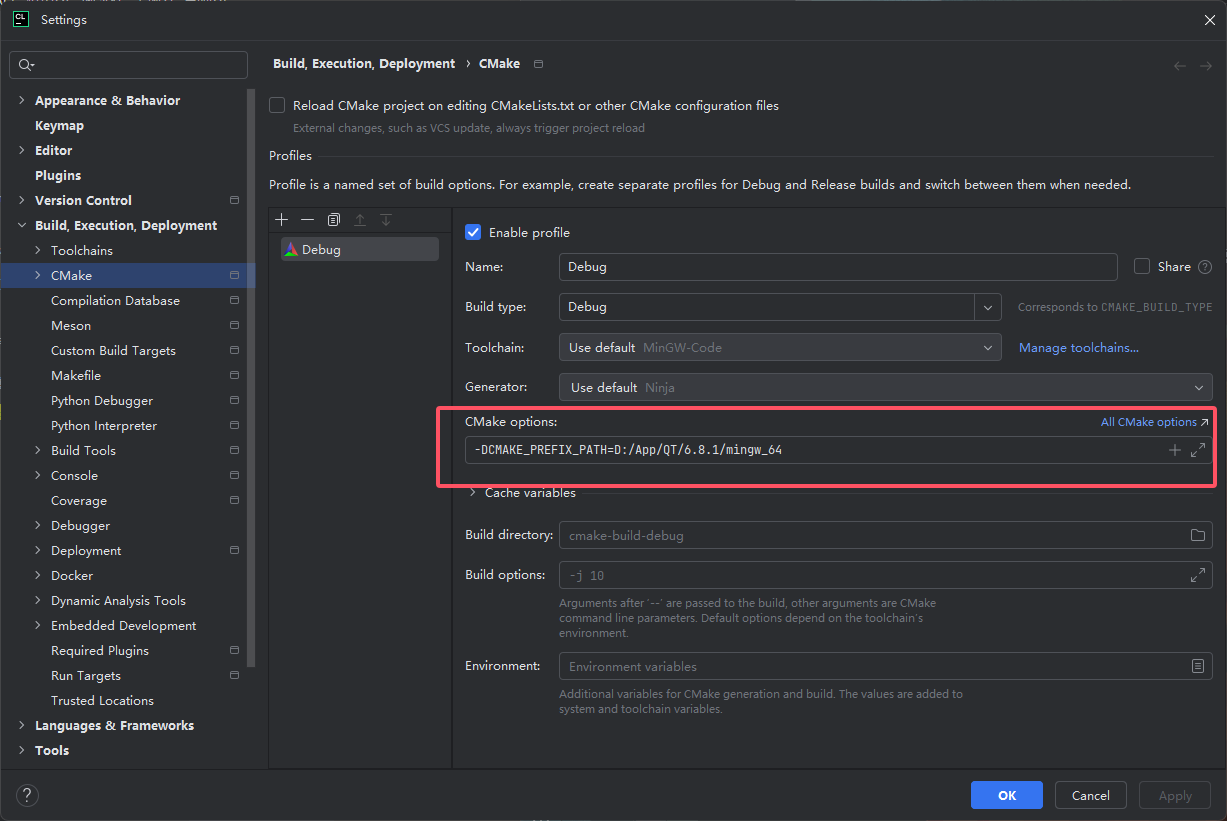 CL
Settings
Build, Execution, Deployment › CMake
Appearance & Behavior
Keymap
Editor
Plugins
Version Control
Build, Execution, Deployment
Toolchains
CMake
Compilation Database
Meson
Custom Build Targets
Makefile
Python Debugger
Python Interpreter
Build Tools
Console
Coverage
Debugger
Deployment
Docker
Dynamic Analysis Tools
Embedded Development
Required Plugins
Run Targets
Trusted Locations
Languages & Frameworks
Tools
Reload CMake project on editing CMakeLists.txt or other CMake configuration files
External changes, such as VCS update, always trigger project reload
Profiles
Profile is a named set of build options. For example, create separate profiles for Debug and Release builds and switch between them when needed.
Debug
Enable profile
Name: Debug Share ?
Build type: Debug Corresponds to CMAKE_BUILD_TYPE
Toolchain: Use default MinGW-Code Manage toolchains...
Generator: Use default Ninja
CMake options: All CMake options ↗
-DCMAKE_PREFIX_PATH=D:/App/QT/6.8.1/mingw_64
Cache variables
Build directory: cmake-build-debug
Build options: -j 10
Arguments after '--' are passed to the build, other arguments are CMake
command line parameters. Default options depend on the toolchain's
environment.
Environment: Environment variables
Additional variables for CMake generation and build. The values are added to
system and toolchain variables.
?
OK Cancel Apply